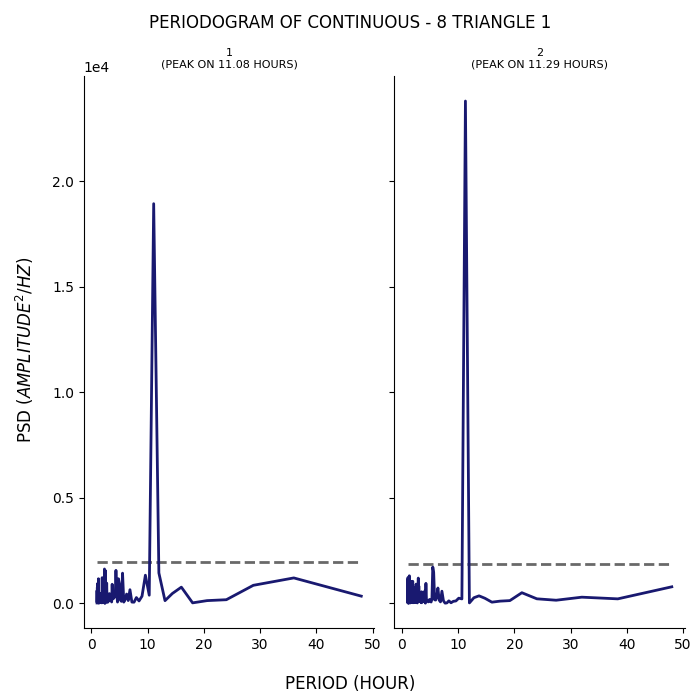 PERIODOGRAM OF CONTINUOUS - 8 TRIANGLE 1
1
(PEAK ON 11.08 HOURS)
2
(PEAK ON 11.29 HOURS)
1e4
2.0
1.5
1.0
0.5
0.0
PSD (AMPLITUDE²/HZ)
0 10 20 30 40 50
0 10 20 30 40 50
PERIOD (HOUR)